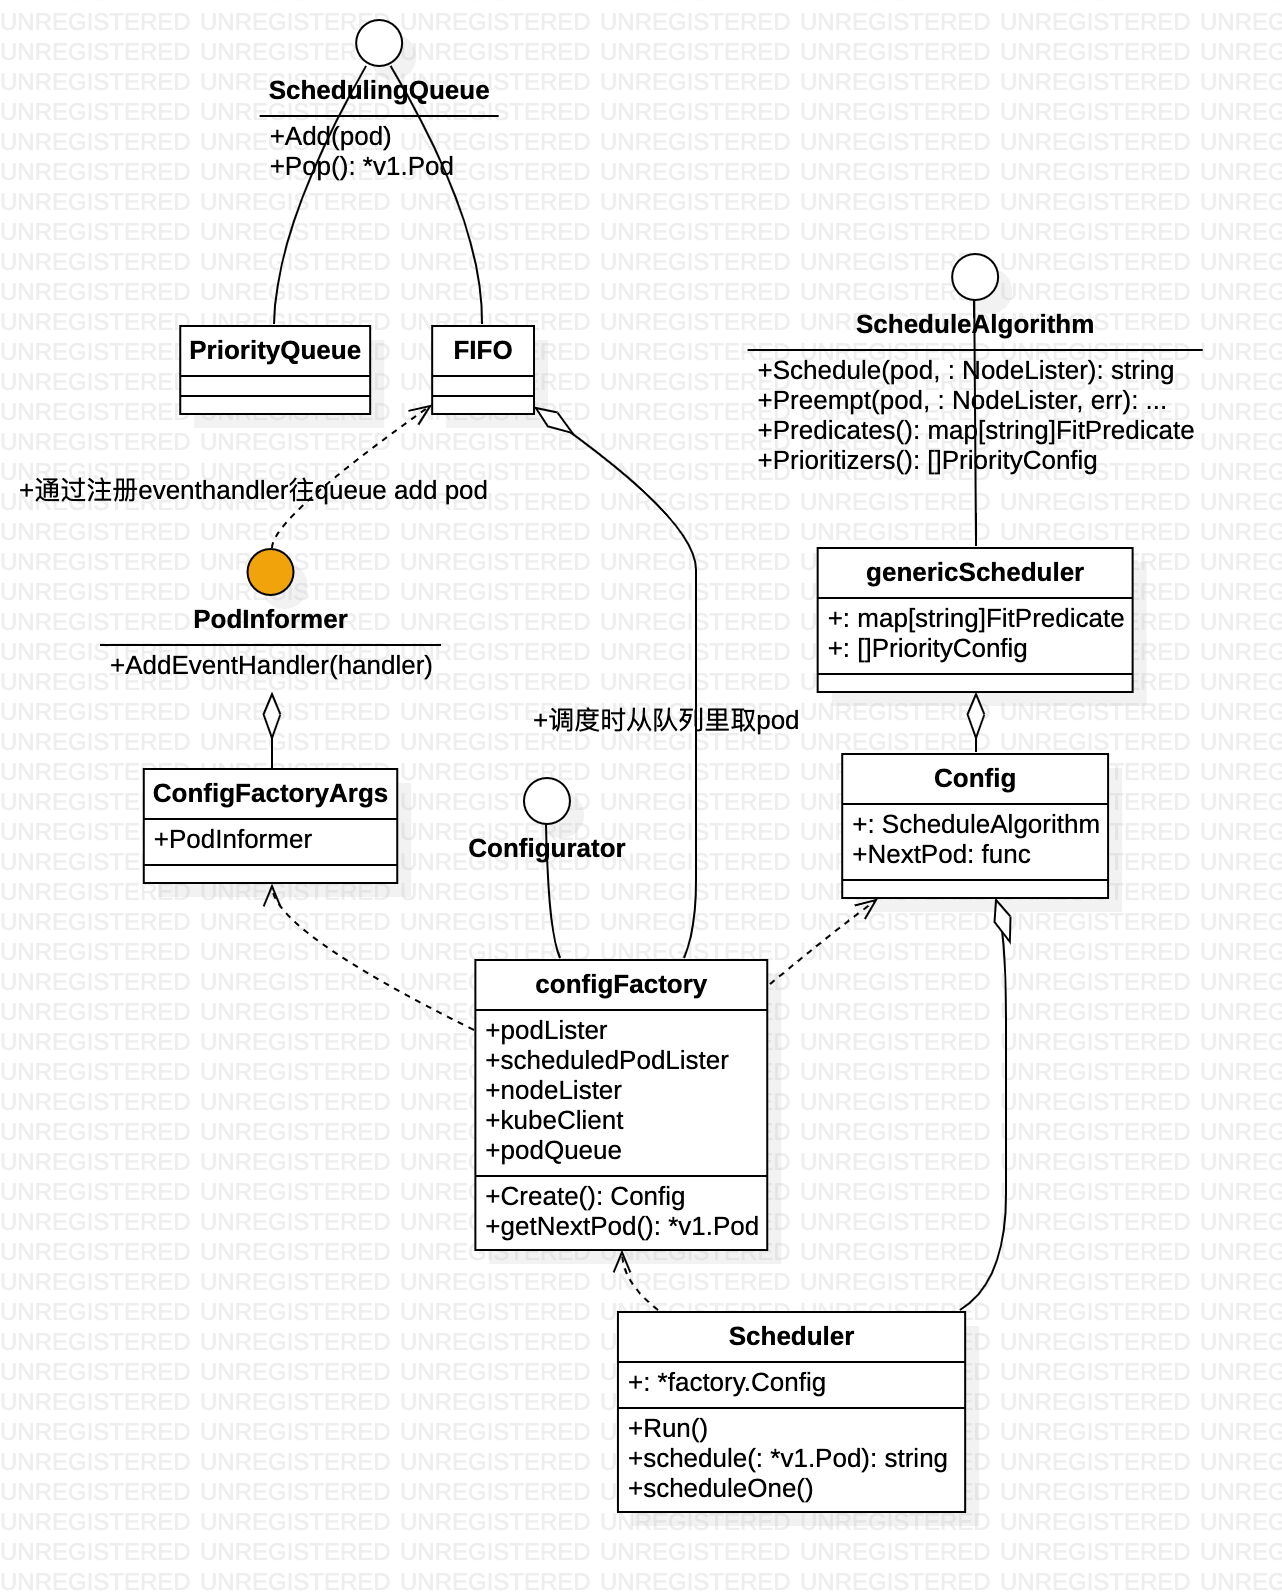 SchedulingQueue
+Add(pod)
+Pop(): *v1.Pod
PriorityQueue
FIFO
ScheduleAlgorithm
+Schedule(pod, : NodeLister): string
+Preempt(pod, : NodeLister, err): ...
+Predicates(): map[string]FitPredicate
+Prioritizers(): []PriorityConfig
+通过注册eventhandler往queue add pod
PodInformer
+AddEventHandler(handler)
genericScheduler
+: map[string]FitPredicate
+: []PriorityConfig
+调度时从队列里取pod
ConfigFactoryArgs
+PodInformer
Configurator
Config
+: ScheduleAlgorithm
+NextPod: func
configFactory
+podLister
+scheduledPodLister
+nodeLister
+kubeClient
+podQueue
+Create(): Config
+getNextPod(): *v1.Pod
Scheduler
+: *factory.Config
+Run()
+schedule(: *v1.Pod): string
+scheduleOne()
UNREGISTERED